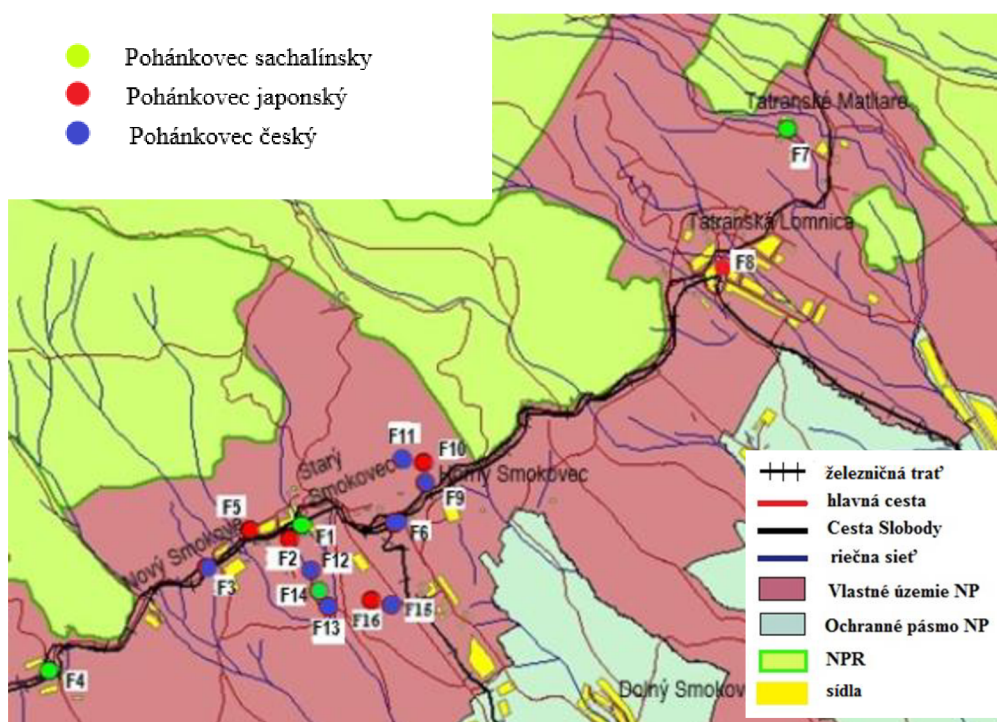 Pohánkovec sachalínsky
Pohánkovec japonský
Pohánkovec český
Tatranské Matliare
F7
Tatranská Lomnica
F8
F11
F10
Starý
Smokovec
Horný Smokovec
F9
F5
F1
F6
Nový Smokove
F2
F3
F12
F14
F13
F16
F15
F4
Dolný Smokov
železničná trať
hlavná cesta
Cesta Slobody
riečna sieť
Vlastné územie NP
Ochranné pásmo NP
NPR
sídla